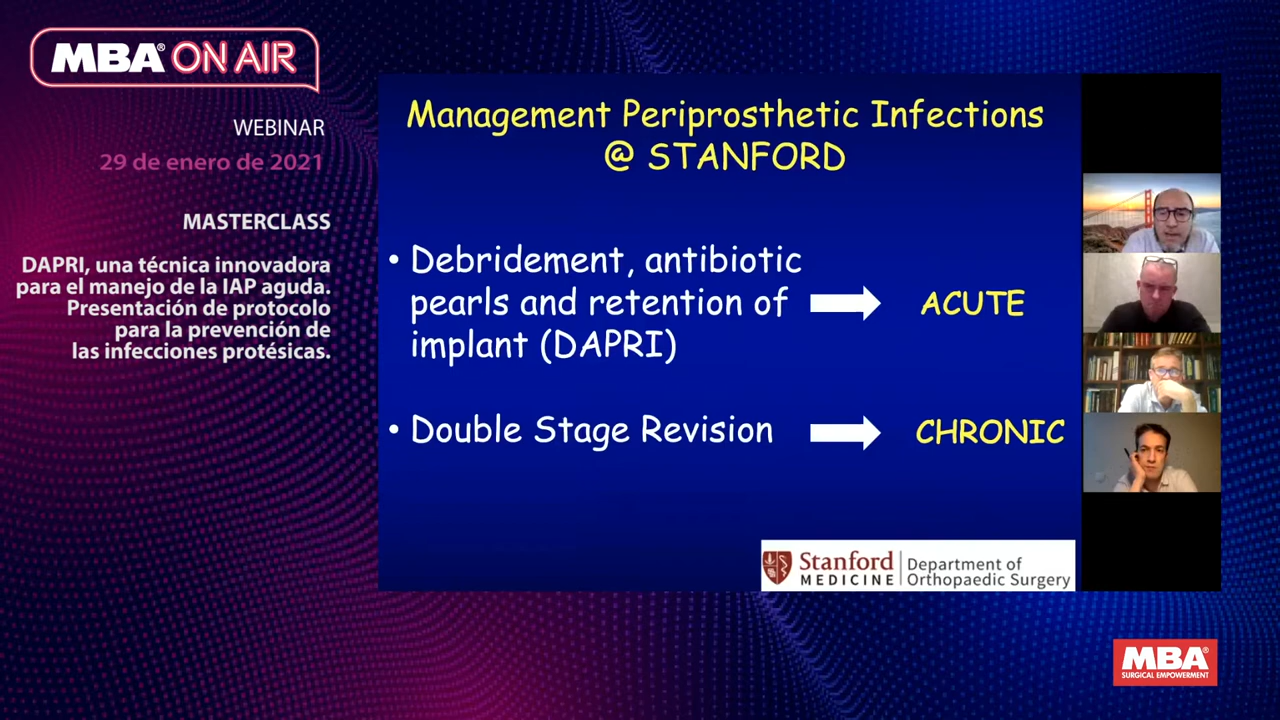 MBA® ON AIR
WEBINAR
29 de enero de 2021
MASTERCLASS
DAPRI, una técnica innovadora
para el manejo de la IAP aguda.
Presentación de protocolo
para la prevención de
las infecciones protésicas.
Management Periprosthetic Infections
@ STANFORD
• Debridement, antibiotic
pearls and retention of
implant (DAPRI)
ACUTE
• Double Stage Revision
CHRONIC
Stanford
MEDICINE
Department of
Orthopaedic Surgery
MBA®
SURGICAL EMPOWERMENT